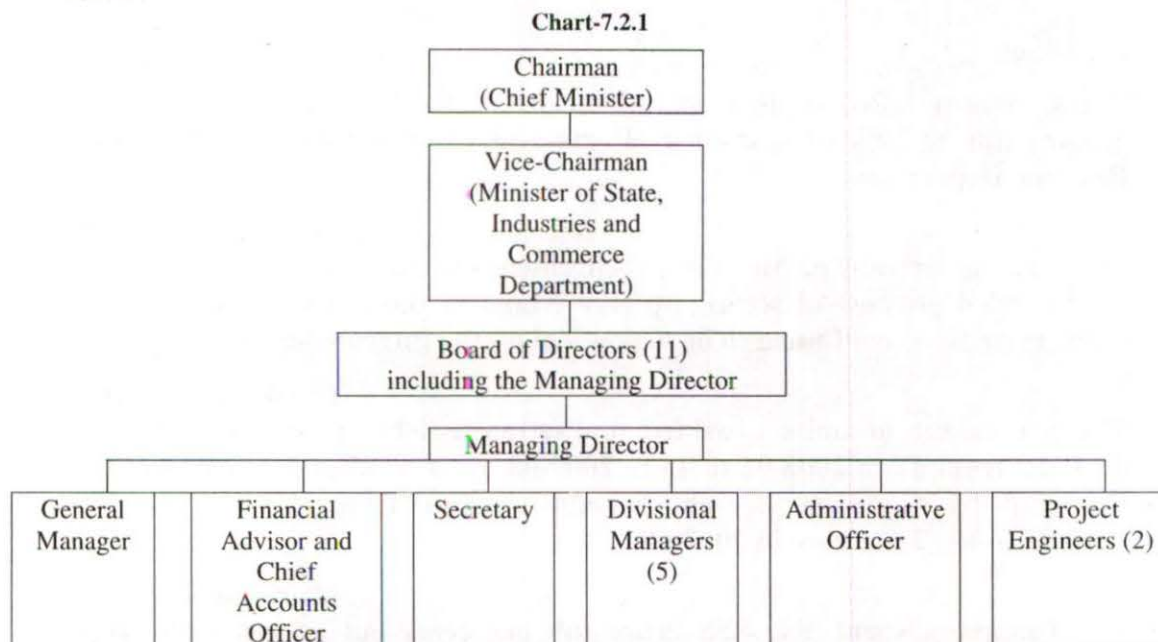 Chart-7.2.1
Chairman
(Chief Minister)
Vice-Chairman
(Minister of State,
Industries and
Commerce
Department)
Board of Directors (11)
including the Managing Director
Managing Director
General
Manager
Financial
Advisor and
Chief
Accounts
Officer
Secretary
Divisional
Managers
(5)
Administrative
Officer
Project
Engineers (2)